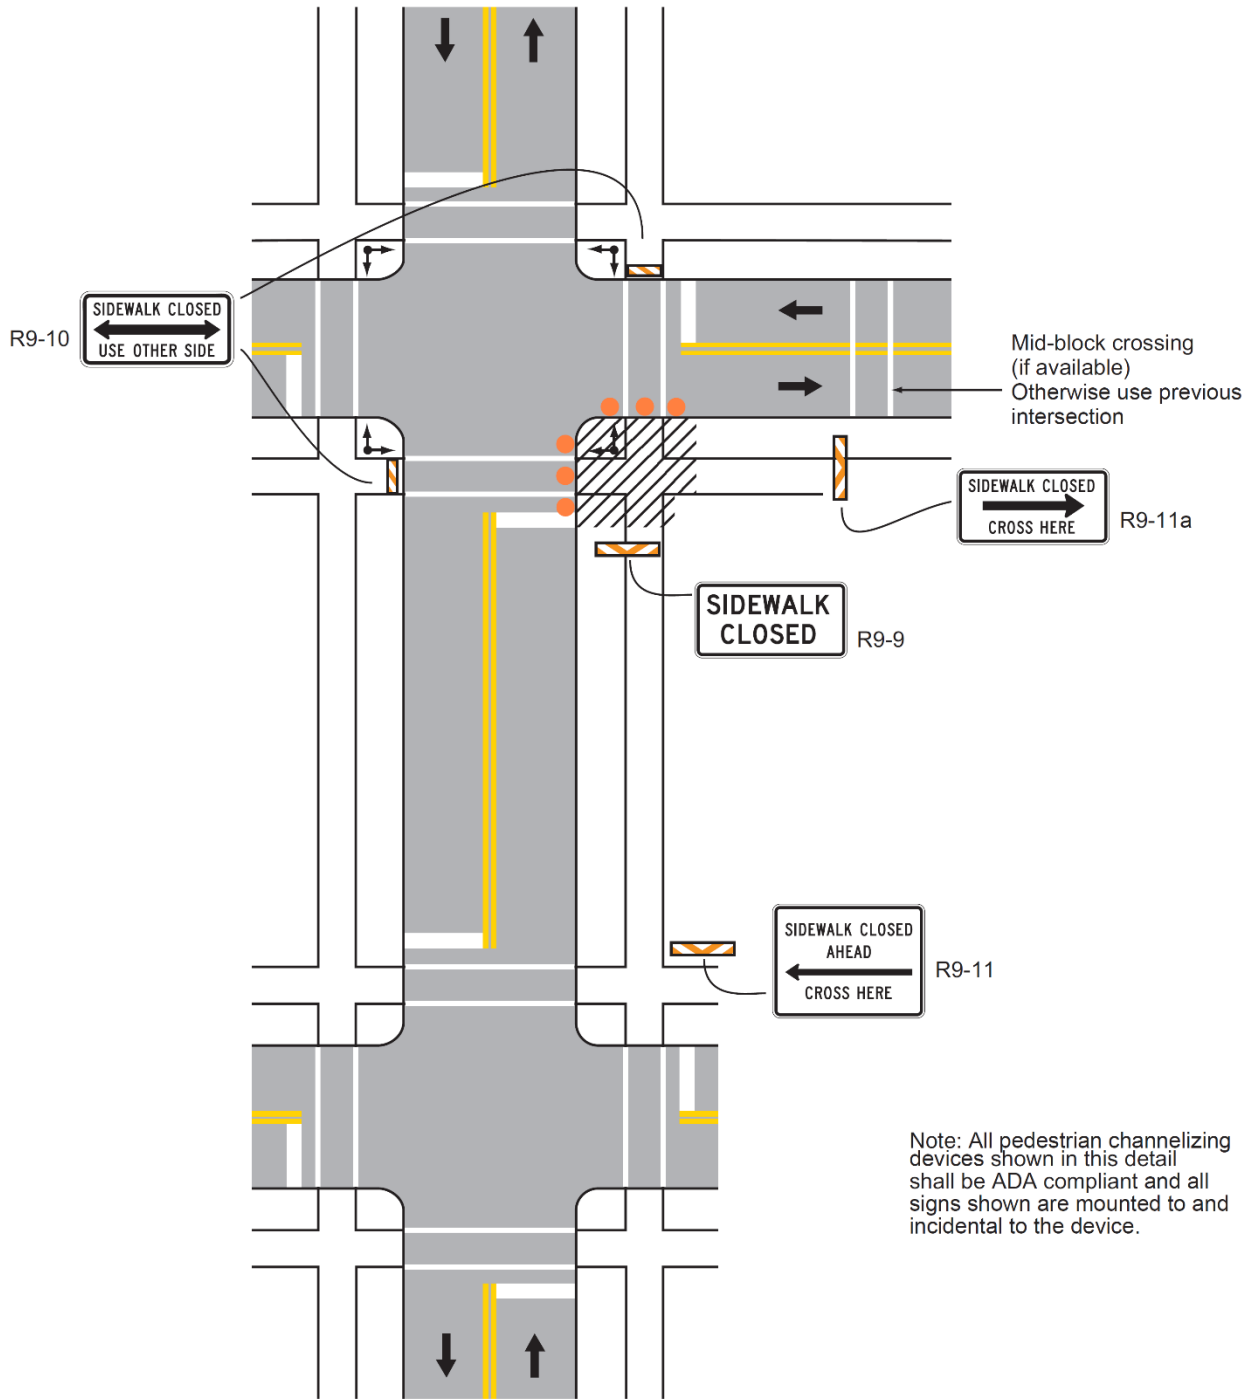 SIDEWALK CLOSED
USE OTHER SIDE
R9-10
Mid-block crossing
(if available)
Otherwise use previous
intersection
SIDEWALK CLOSED
CROSS HERE
R9-11a
SIDEWALK
CLOSED
R9-9
SIDEWALK CLOSED
AHEAD
CROSS HERE
R9-11
Note: All pedestrian channelizing
devices shown in this detail
shall be ADA compliant and all
signs shown are mounted to and
incidental to the device.